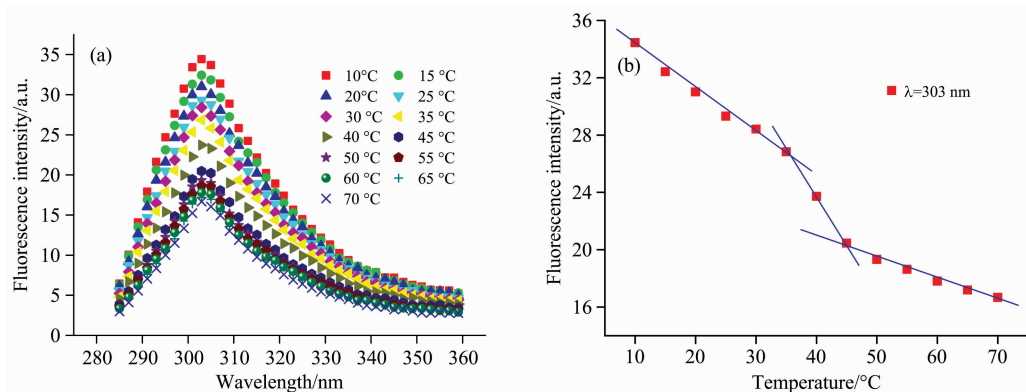 (a)
Fluorescence intensity/a.u.
35
30
25
20
15
10
5
0
10°C 15 °C
20°C 25 °C
30 °C 35 °C
40 °C 45 °C
50 °C 55 °C
60 °C 65 °C
70 °C
280 290 300 310 320 330 340 350 360
Wavelength/nm
(b)
Fluorescence intensity/a.u.
36
32
28
24
20
16
λ=303 nm
10 20 30 40 50 60 70
Temperature/°C